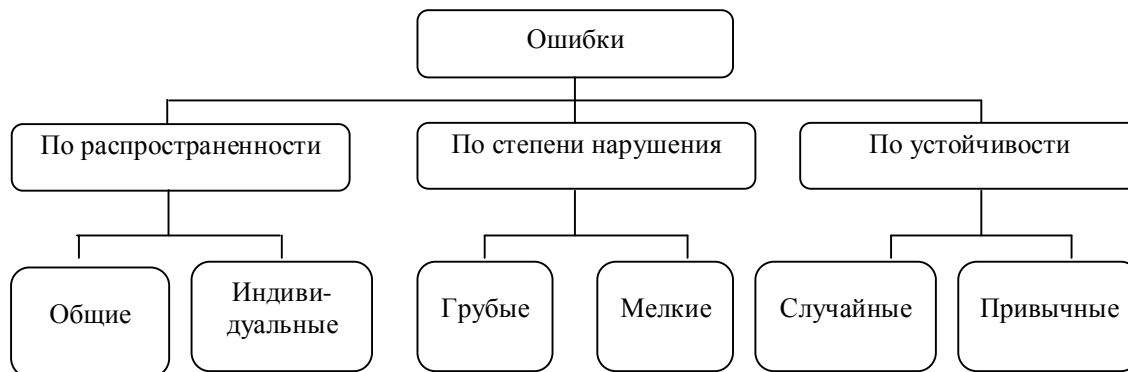 Ошибки
По распространенности
По степени нарушения
По устойчивости
Общие
Индиви-
дуальные
Грубые
Мелкие
Случайные
Привычные